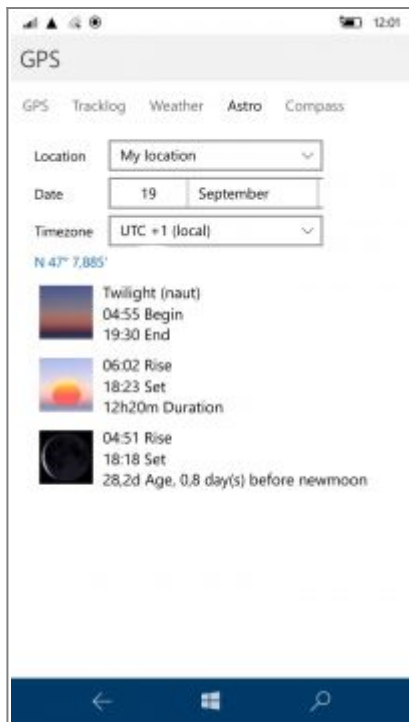 12:01
GPS
GPS Tracklog Weather Astro Compass
Location My location
Date 19 September
Timezone UTC +1 (local)
N 47° 7,885'
Twilight (naut)
04:55 Begin
19:30 End
06:02 Rise
18:23 Set
12h20m Duration
04:51 Rise
18:18 Set
28,2d Age, 0,8 day(s) before newmoon